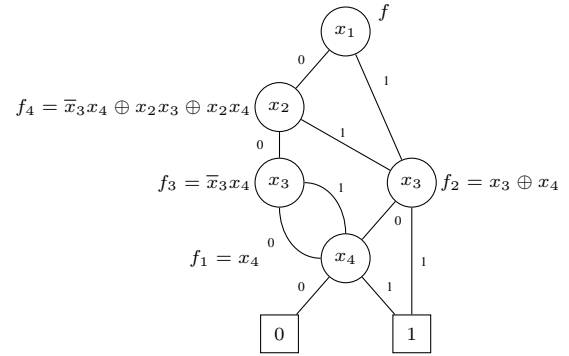 f
x₁
0
1
f₄ = x̅₃x₄ ⊕ x₂x₃ ⊕ x₂x₄
x₂
0
1
f₃ = x̅₃x₄
x₃
1
x₃
f₂ = x₃ ⊕ x₄
0
0
f₁ = x₄
x₄
1
0
1
0
1